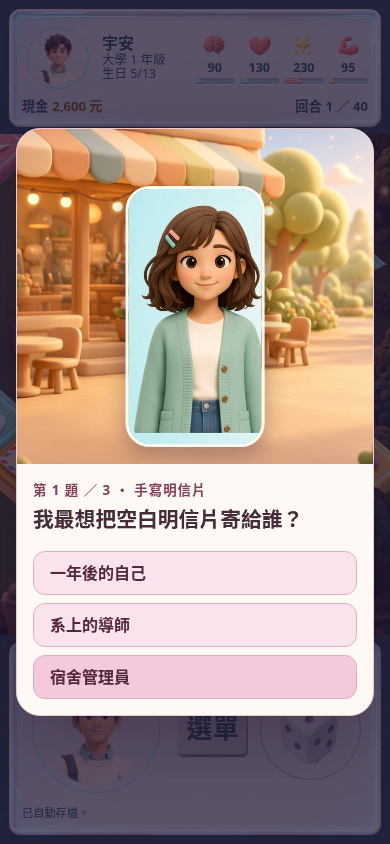 宇安
大學 1 年級
生日 5/13
90
130
230
95
現金 2,600 元
回合 1 ／ 40
第 1 題 ／ 3 · 手寫明信片
我最想把空白明信片寄給誰？
一年後的自己
系上的導師
宿舍管理員
選單
已自動存檔。